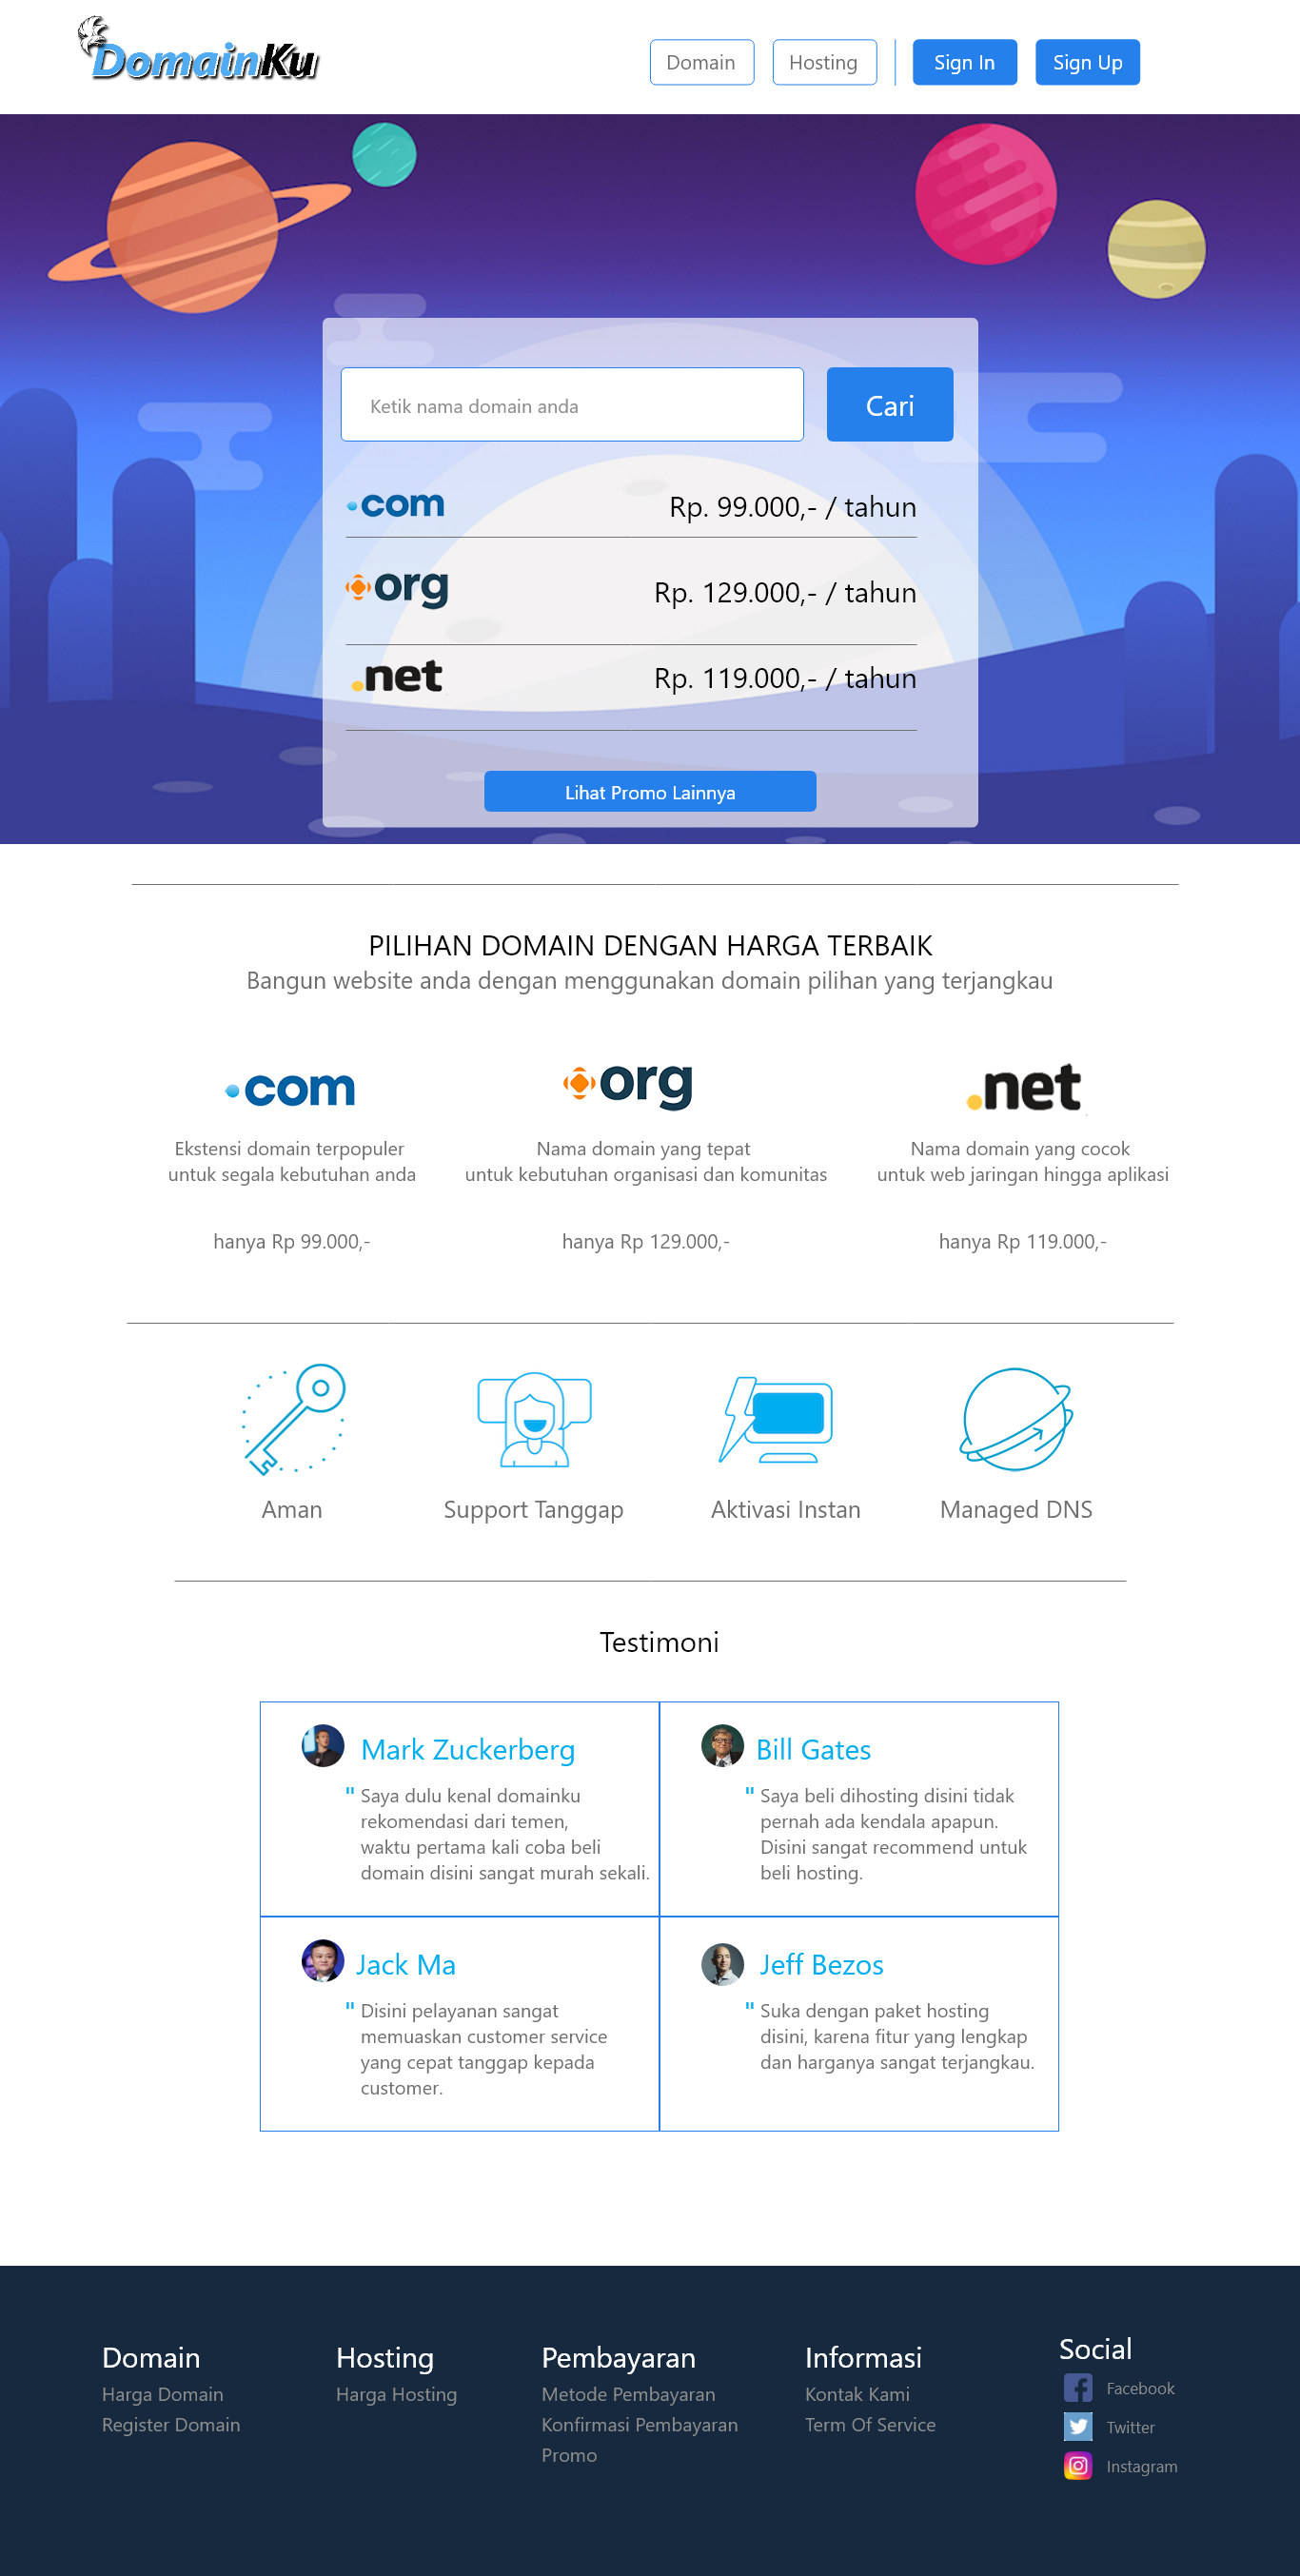 DomainKu
Domain
Hosting
Sign In
Sign Up
Ketik nama domain anda
Cari
.com
Rp. 99.000,- / tahun
org
Rp. 129.000,- / tahun
.net
Rp. 119.000,- / tahun
Lihat Promo Lainnya
PILIHAN DOMAIN DENGAN HARGA TERBAIK
Bangun website anda dengan menggunakan domain pilihan yang terjangkau
.com
Ekstensi domain terpopuler
untuk segala kebutuhan anda
hanya Rp 99.000,-
org
Nama domain yang tepat
untuk kebutuhan organisasi dan komunitas
hanya Rp 129.000,-
.net
Nama domain yang cocok
untuk web jaringan hingga aplikasi
hanya Rp 119.000,-
Aman
Support Tanggap
Aktivasi Instan
Managed DNS
Testimoni
Mark Zuckerberg
" Saya dulu kenal domainku
rekomendasi dari temen,
waktu pertama kali coba beli
domain disini sangat murah sekali.
Bill Gates
" Saya beli dihosting disini tidak
pernah ada kendala apapun.
Disini sangat recommend untuk
beli hosting.
Jack Ma
" Disini pelayanan sangat
memuaskan customer service
yang cepat tanggap kepada
customer.
Jeff Bezos
" Suka dengan paket hosting
disini, karena fitur yang lengkap
dan harganya sangat terjangkau.
Domain
Harga Domain
Register Domain
Hosting
Harga Hosting
Pembayaran
Metode Pembayaran
Konfirmasi Pembayaran
Promo
Informasi
Kontak Kami
Term Of Service
Social
Facebook
Twitter
Instagram